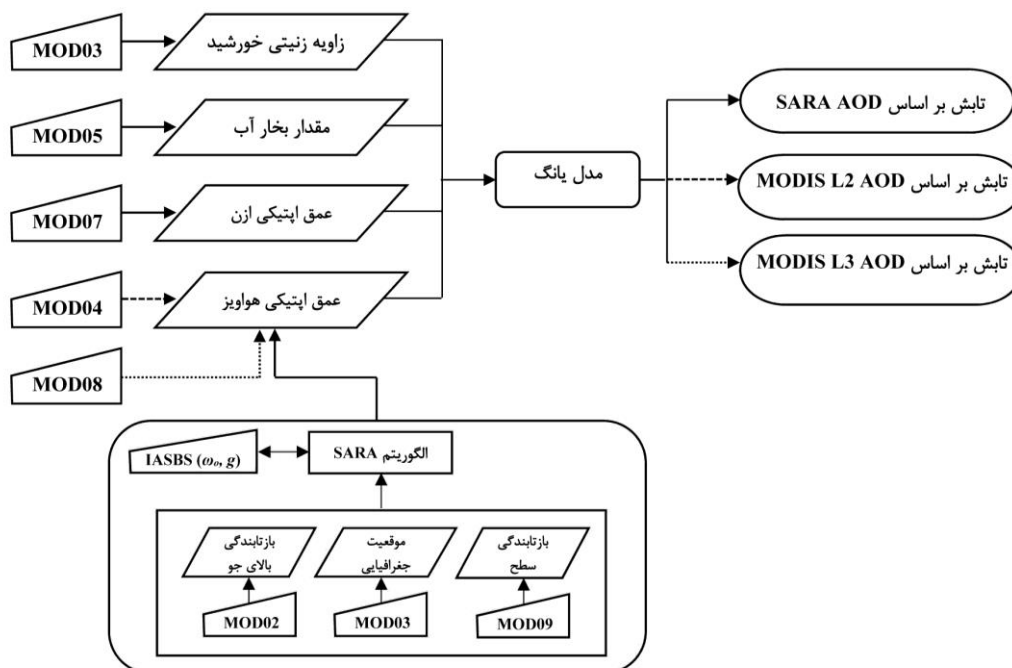 MOD03
زاویه زنیتی خورشید
MOD05
مقدار بخار آب
MOD07
عمق اپتیکی ازن
MOD04
عمق اپتیکی هواویز
MOD08
مدل یانگ
تابش بر اساس SARA AOD
تابش بر اساس MODIS L2 AOD
تابش بر اساس MODIS L3 AOD
IASBS (ω₀, g)
الگوریتم SARA
بازتابندگی
بالای جو
موقعیت
جغرافیایی
بازتابندگی
سطح
MOD02
MOD03
MOD09